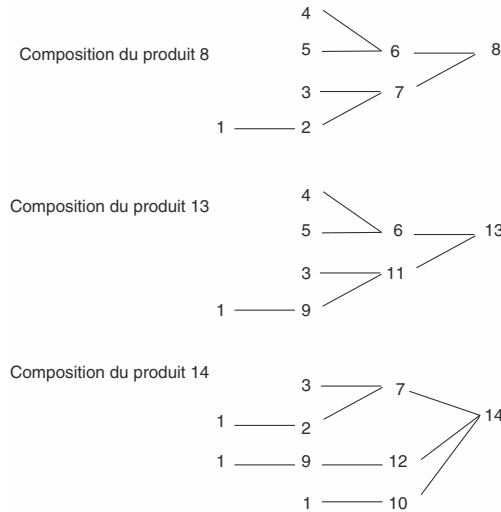 4
Composition du produit 8 5 6 8
3 7
1 2
4
Composition du produit 13
5 6 13
3 11
1 9
Composition du produit 14
3 7
1 2 14
1 9 12
1 10